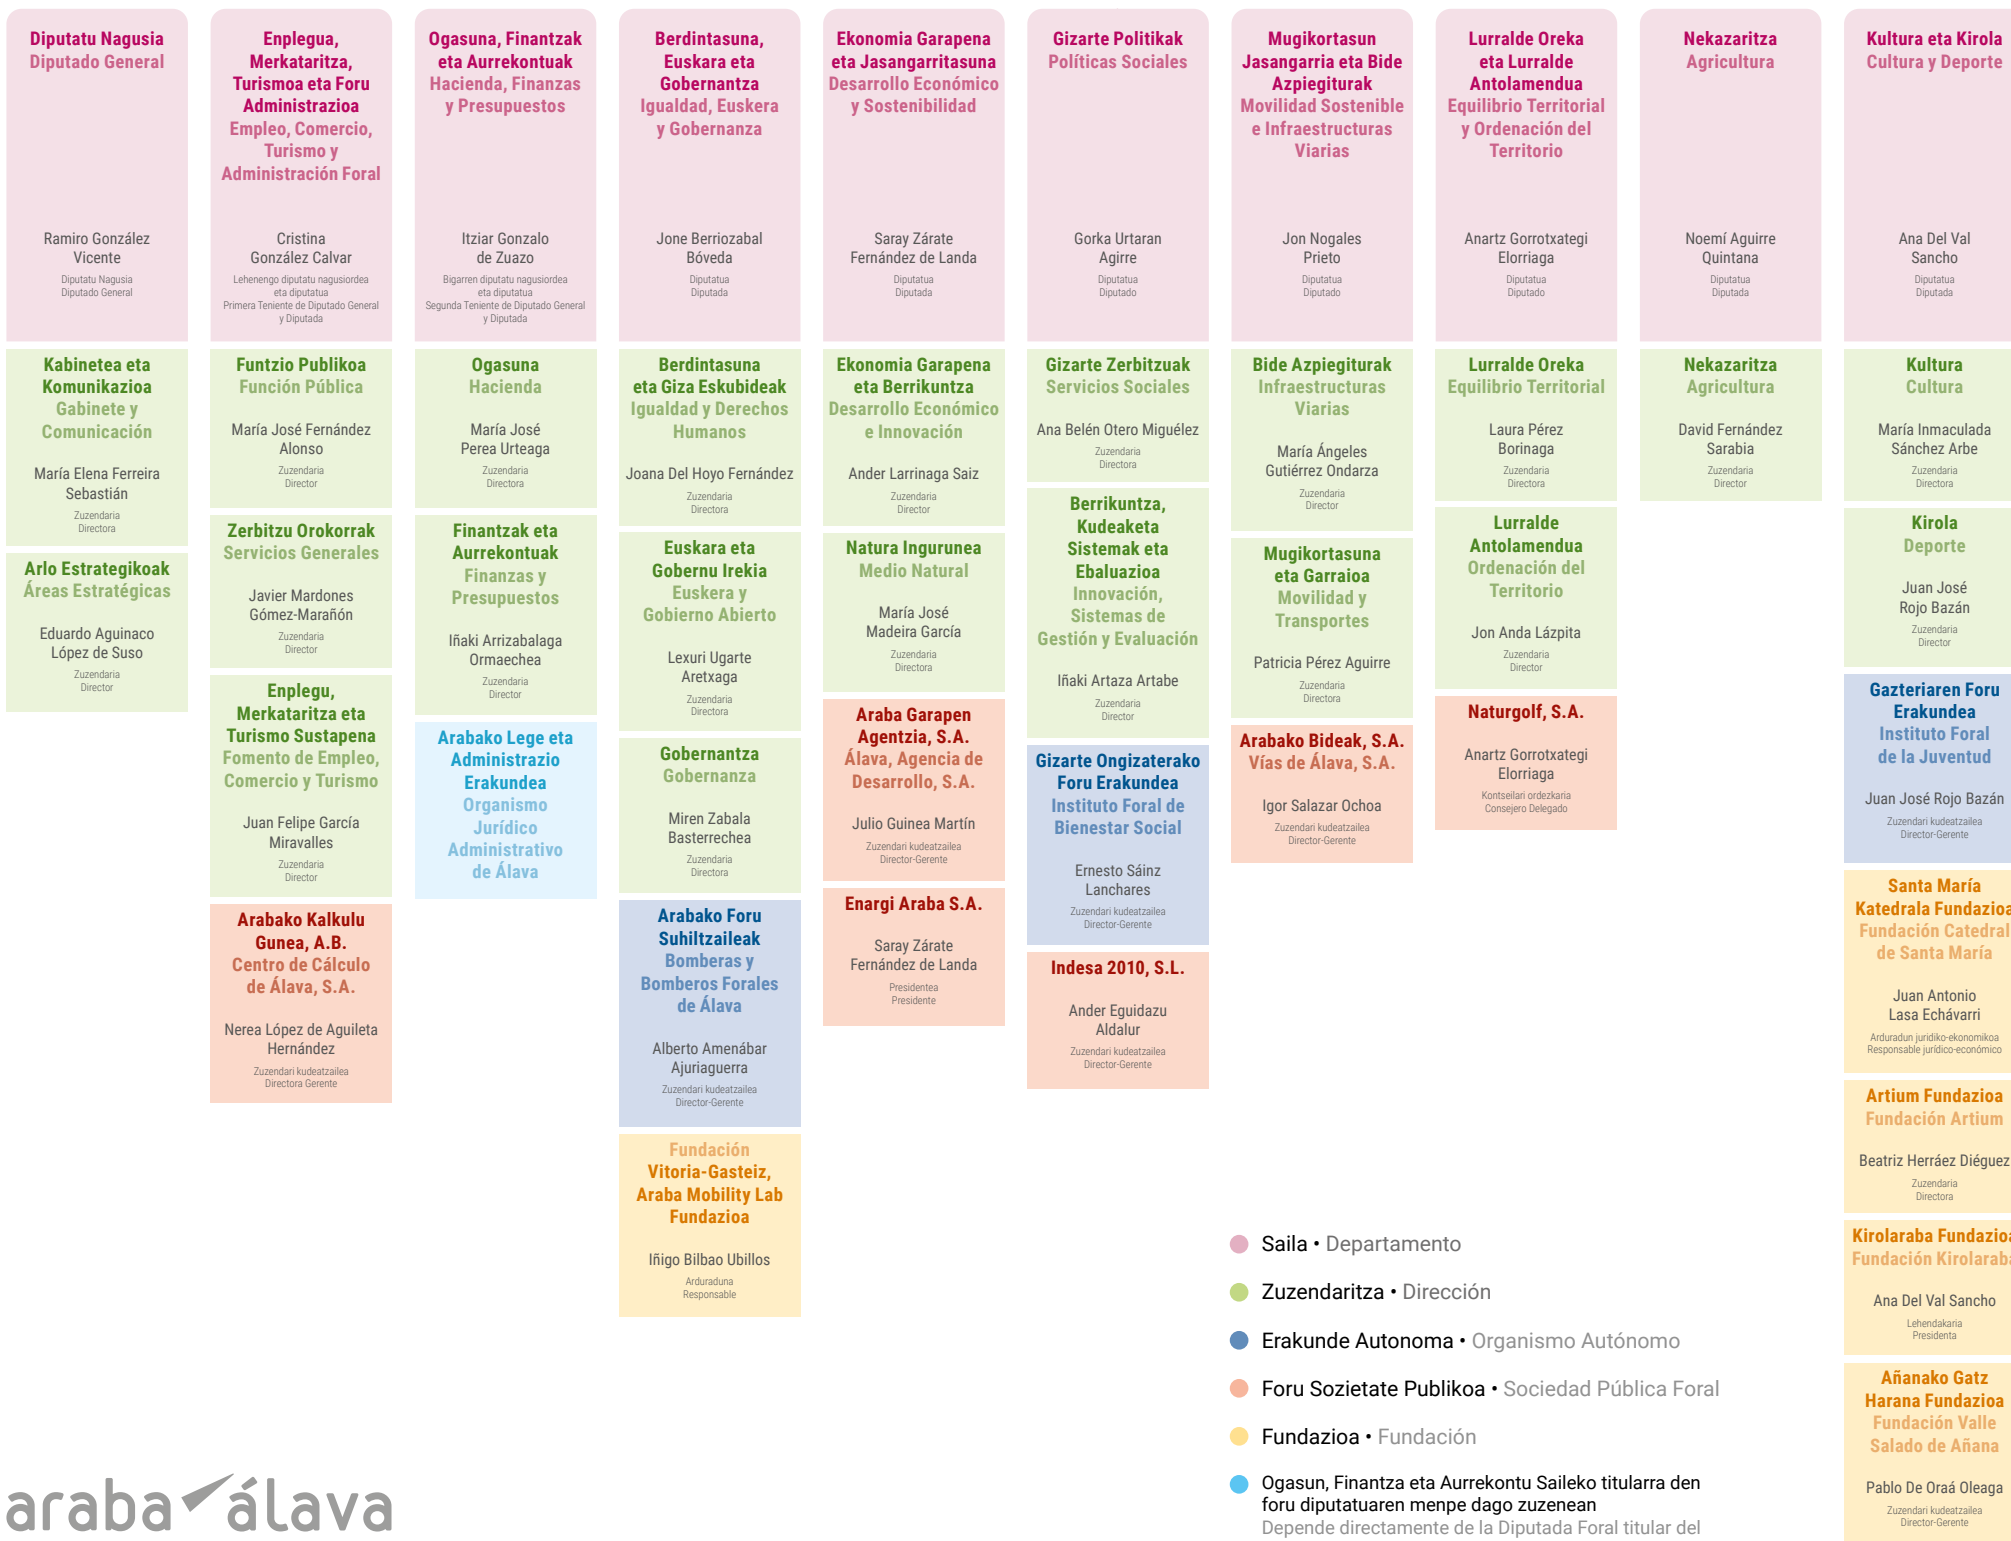 Diputatu Nagusia
Diputado General
Ramiro González
Vicente
Diputatu Nagusia
Diputado General
Kabinetea eta
Komunikazioa
Gabinete y
Comunicación
María Elena Ferreira
Sebastián
Zuzendaria
Directora
Arlo Estrategikoak
Áreas Estratégicas
Eduardo Aguinaco
López de Suso
Zuzendaria
Director
Enplegua,
Merkataritza,
Turismoa eta Foru
Administrazioa
Empleo, Comercio,
Turismo y
Administración Foral
Cristina
González Calvar
Lehenengo diputatu nagusiordea
eta diputatua
Primera Teniente de Diputado General
y Diputada
Funtzio Publikoa
Función Pública
María José Fernández
Alonso
Zuzendaria
Director
Zerbitzu Orokorrak
Servicios Generales
Javier Mardones
Gómez-Marañón
Zuzendaria
Director
Enplegu,
Merkataritza eta
Turismo Sustapena
Fomento de Empleo,
Comercio y Turismo
Juan Felipe García
Miravalles
Zuzendaria
Director
Arabako Kalkulu
Gunea, A.B.
Centro de Cálculo
de Álava, S.A.
Nerea López de Aguileta
Hernández
Zuzendari kudeatzailea
Directora Gerente
Ogasuna, Finantzak
eta Aurrekontuak
Hacienda, Finanzas
y Presupuestos
Itziar Gonzalo
de Zuazo
Bigarren diputatu nagusiordea
eta diputatua
Segunda Teniente de Diputado General
y Diputada
Ogasuna
Hacienda
María José
Perea Urteaga
Zuzendaria
Directora
Finantzak eta
Aurrekontuak
Finanzas y
Presupuestos
Iñaki Arrizabalaga
Ormaechea
Zuzendaria
Director
Arabako Lege eta
Administrazio
Erakundea
Organismo
Jurídico
Administrativo
de Álava
Berdintasuna,
Euskara eta
Gobernantza
Igualdad, Euskera
y Gobernanza
Jone Berriozabal
Bóveda
Diputatua
Diputada
Berdintasuna
eta Giza Eskubideak
Igualdad y Derechos
Humanos
Joana Del Hoyo Fernández
Zuzendaria
Directora
Euskara eta
Gobernu Irekia
Euskera y
Gobierno Abierto
Lexuri Ugarte
Aretxaga
Zuzendaria
Directora
Gobernantza
Gobernanza
Miren Zabala
Basterrechea
Zuzendaria
Directora
Arabako Foru
Suhiltzaileak
Bomberas y
Bomberos Forales
de Álava
Alberto Amenábar
Ajuriaguerra
Zuzendari kudeatzailea
Director-Gerente
Fundación
Vitoria-Gasteiz,
Araba Mobility Lab
Fundazioa
Iñigo Bilbao Ubillos
Arduraduna
Responsable
Ekonomia Garapena
eta Jasangarritasuna
Desarrollo Económico
y Sostenibilidad
Saray Zárate
Fernández de Landa
Diputatua
Diputada
Ekonomia Garapena
eta Berrikuntza
Desarrollo Económico
e Innovación
Ander Larrinaga Saiz
Zuzendaria
Director
Natura Ingurunea
Medio Natural
María José
Madeira García
Zuzendaria
Directora
Araba Garapen
Agentzia, S.A.
Álava, Agencia de
Desarrollo, S.A.
Julio Guinea Martín
Zuzendari kudeatzailea
Director-Gerente
Enargi Araba S.A.
Saray Zárate
Fernández de Landa
Presidentea
Presidente
Gizarte Politikak
Políticas Sociales
Gorka Urtaran
Agirre
Diputatua
Diputado
Gizarte Zerbitzuak
Servicios Sociales
Ana Belén Otero Miguélez
Zuzendaria
Directora
Berrikuntza,
Kudeaketa
Sistemak eta
Ebaluazioa
Innovación,
Sistemas de
Gestión y Evaluación
Iñaki Artaza Artabe
Zuzendaria
Director
Gizarte Ongizaterako
Foru Erakundea
Instituto Foral de
Bienestar Social
Ernesto Sáinz
Lanchares
Zuzendari kudeatzailea
Director-Gerente
Indesa 2010, S.L.
Ander Eguidazu
Aldalur
Zuzendari kudeatzailea
Director-Gerente
Mugikortasun
Jasangarria eta Bide
Azpiegiturak
Movilidad Sostenible
e Infraestructuras
Viarias
Jon Nogales
Prieto
Diputatua
Diputado
Bide Azpiegiturak
Infraestructuras
Viarias
María Ángeles
Gutiérrez Ondarza
Zuzendaria
Director
Mugikortasuna
eta Garraioa
Movilidad y
Transportes
Patricia Pérez Aguirre
Zuzendaria
Directora
Arabako Bideak, S.A.
Vías de Álava, S.A.
Igor Salazar Ochoa
Zuzendari kudeatzailea
Director-Gerente
Lurralde Oreka
eta Lurralde
Antolamendua
Equilibrio Territorial
y Ordenación del
Territorio
Anartz Gorrotxategi
Elorriaga
Diputatua
Diputado
Lurralde Oreka
Equilibrio Territorial
Laura Pérez
Borinaga
Zuzendaria
Directora
Lurralde
Antolamendua
Ordenación del
Territorio
Jon Anda Lázpita
Zuzendaria
Director
Naturgolf, S.A.
Anartz Gorrotxategi
Elorriaga
Kontseilari ordezkaria
Consejero Delegado
Nekazaritza
Agricultura
Noemí Aguirre
Quintana
Diputatua
Diputada
Nekazaritza
Agricultura
David Fernández
Sarabia
Zuzendaria
Director
Kultura eta Kirola
Cultura y Deporte
Ana Del Val
Sancho
Diputatua
Diputada
Kultura
Cultura
María Inmaculada
Sánchez Arbe
Zuzendaria
Directora
Kirola
Deporte
Juan José
Rojo Bazán
Zuzendaria
Director
Gazteriaren Foru
Erakundea
Instituto Foral
de la Juventud
Juan José Rojo Bazán
Zuzendari kudeatzailea
Director-Gerente
Santa María
Katedrala Fundazioa
Fundación Catedral
de Santa María
Juan Antonio
Lasa Echávarri
Arduradun juridiko-ekonomikoa
Responsable jurídico-económico
Artium Fundazioa
Fundación Artium
Beatriz Herráez Diéguez
Zuzendaria
Directora
Kirolaraba Fundazioa
Fundación Kirolaraba
Ana Del Val Sancho
Lehendakaria
Presidenta
Añanako Gatz
Harana Fundazioa
Fundación Valle
Salado de Añana
Pablo De Oraá Oleaga
Zuzendari kudeatzailea
Director-Gerente
Saila • Departamento
Zuzendaritza • Dirección
Erakunde Autonoma • Organismo Autónomo
Foru Sozietate Publikoa • Sociedad Pública Foral
Fundazioa • Fundación
Ogasun, Finantza eta Aurrekontu Saileko titularra den
foru diputatuaren menpe dago zuzenean
Depende directamente de la Diputada Foral titular del
araba álava